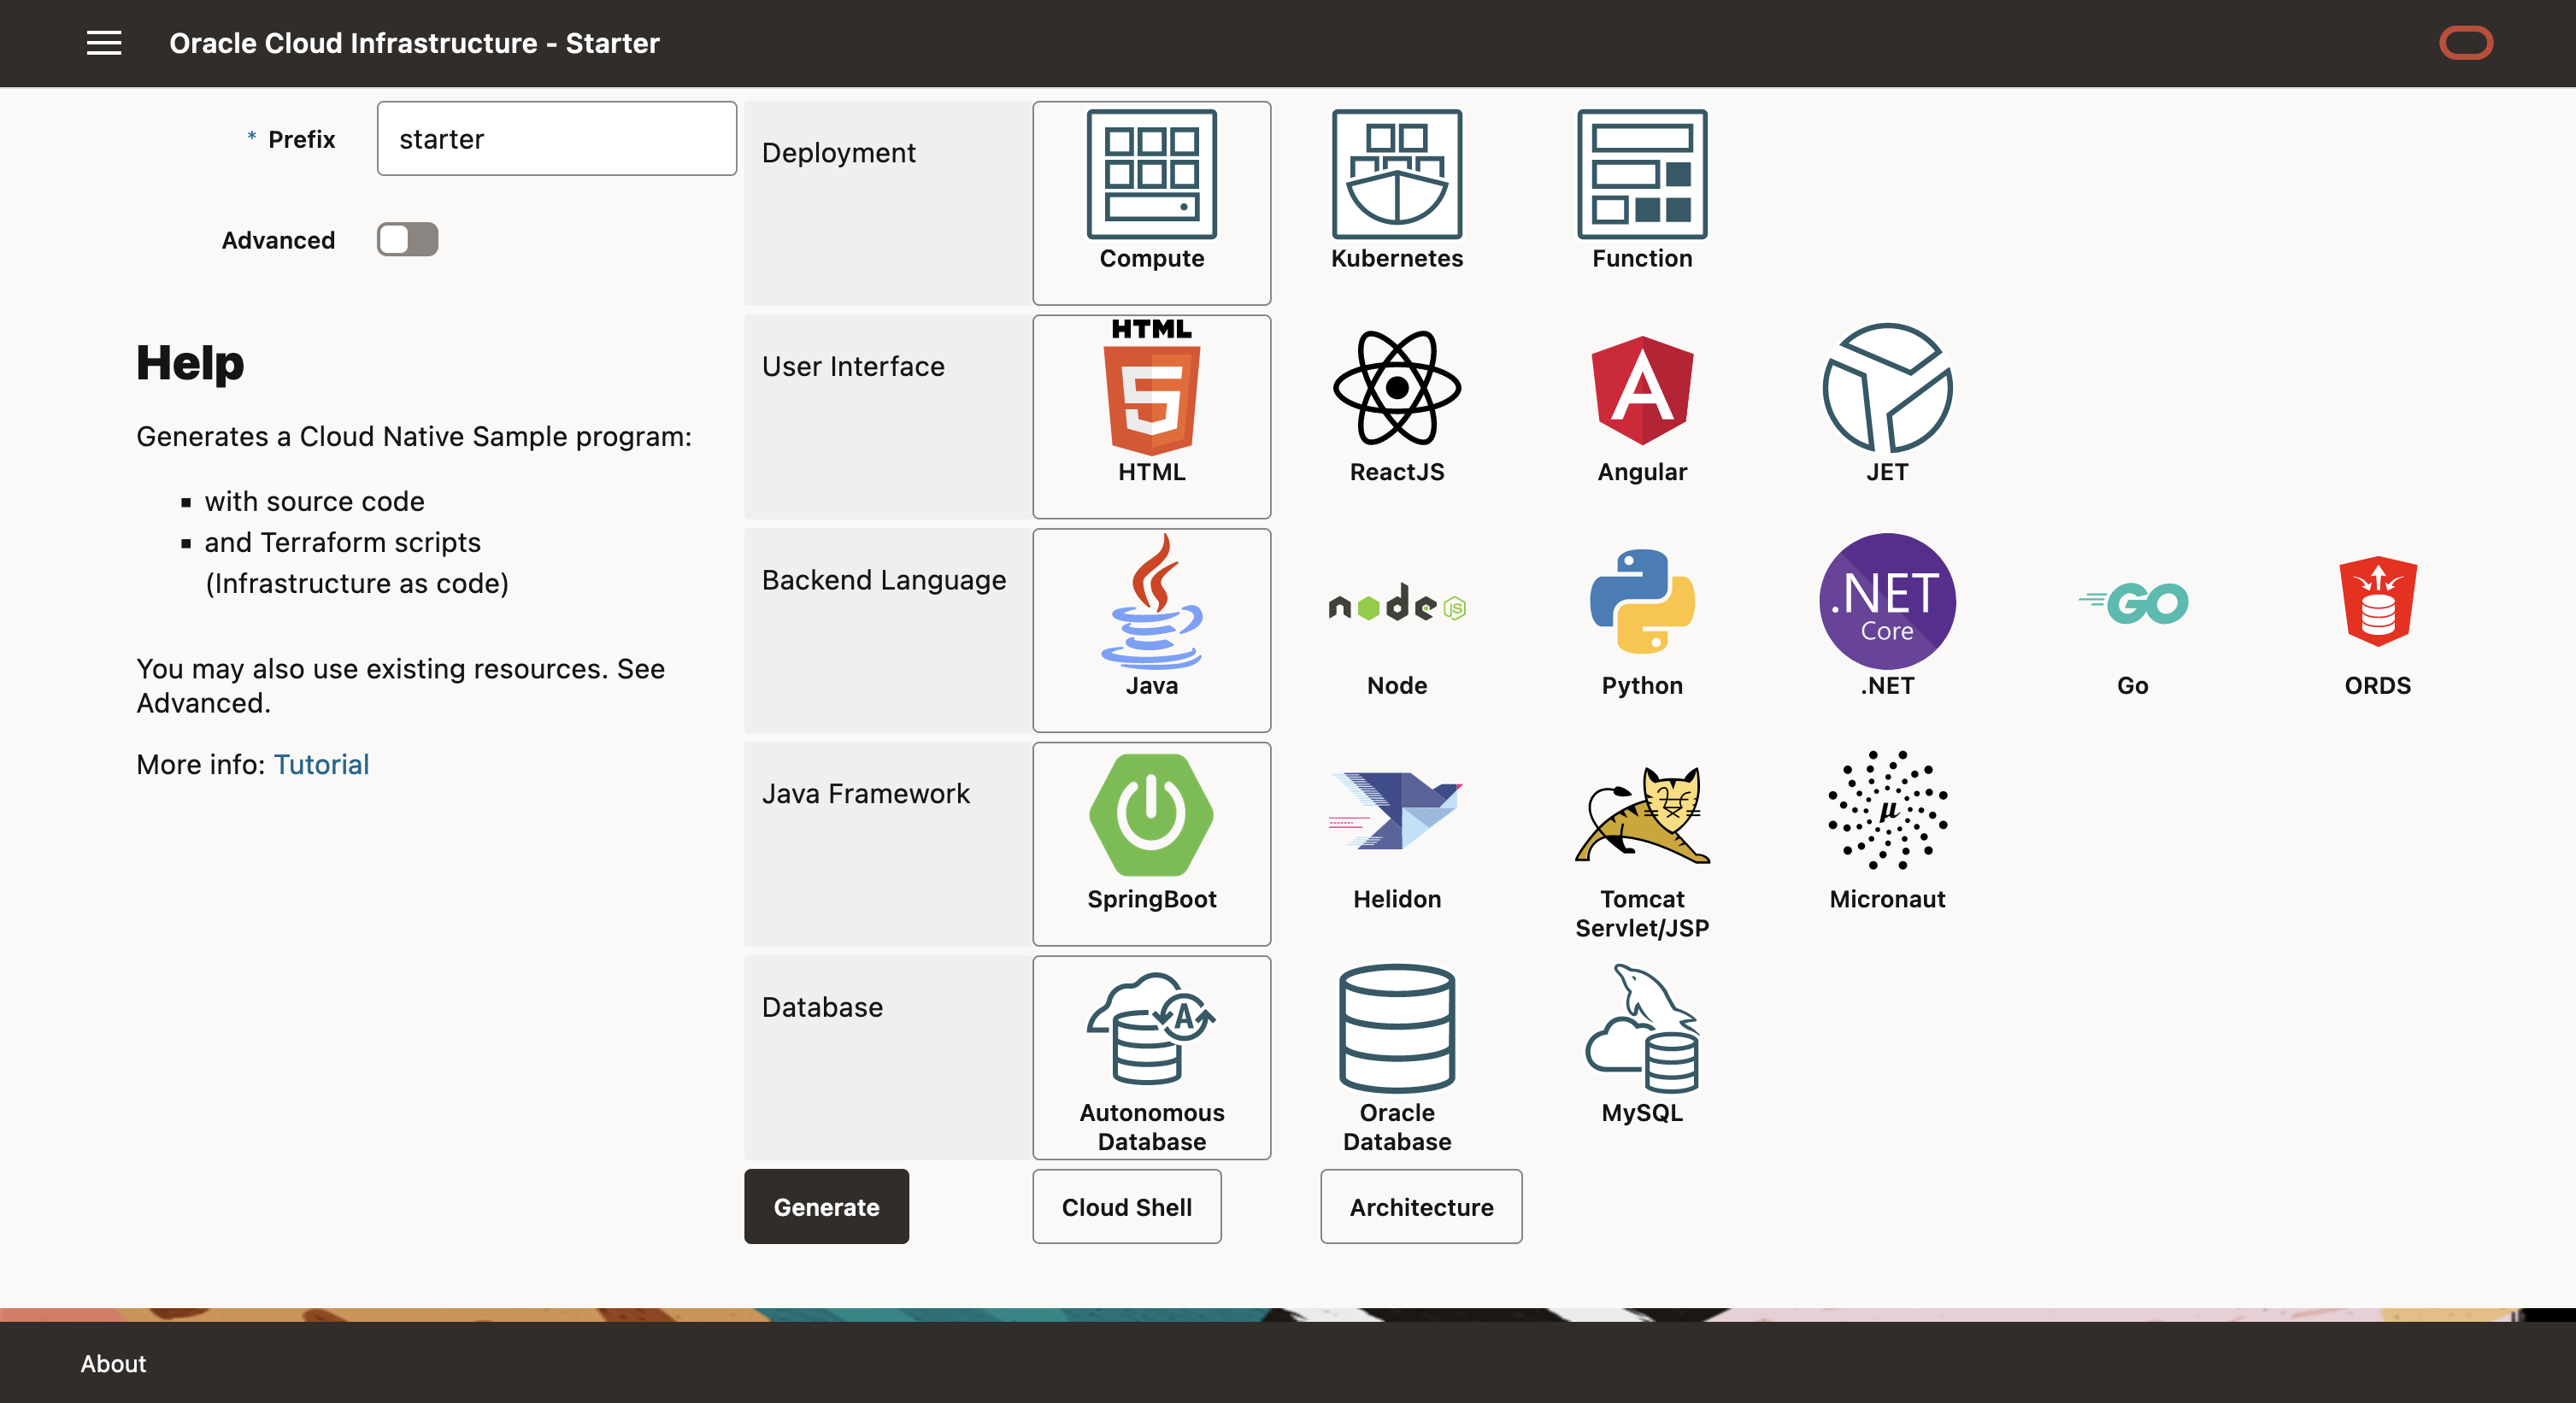 Oracle Cloud Infrastructure - Starter
* Prefix
starter
Advanced
Help
Generates a Cloud Native Sample program:
▪ with source code
▪ and Terraform scripts
(Infrastructure as code)
You may also use existing resources. See
Advanced.
More info: Tutorial
Deployment
Compute
Kubernetes
Function
User Interface
HTML
5
HTML
ReactJS
A
Angular
JET
Backend Language
Java
node
JS
Node
Python
.NET
Core
.NET
GO
Go
ORDS
Java Framework
SpringBoot
Helidon
Tomcat
Servlet/JSP
μ
Micronaut
Database
A
Autonomous
Database
Oracle
Database
MySQL
Generate
Cloud Shell
Architecture
About